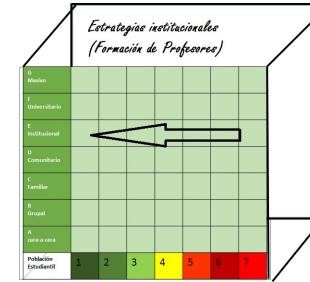 Estrategias institucionales
(Formación de Profesores)
G
Masivo
F
Universitario
E
Institucional
D
Comunitario
C
Familiar
B
Grupal
A
cara a cara
Población
Estudiantil
1 2 3 4 5 6 7